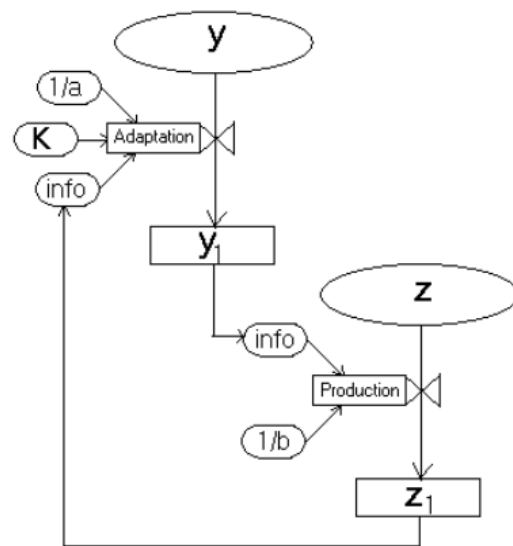 y
1/a
K
Adaptation
info
y₁
z
info
Production
1/b
z₁